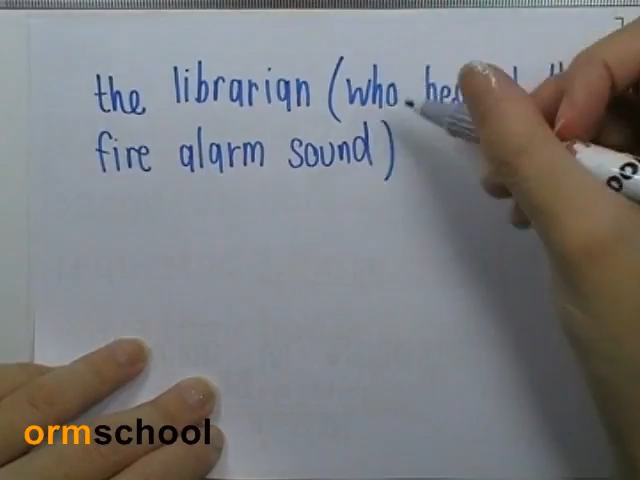 the librarian (who
fire alarm sound)
ormschool